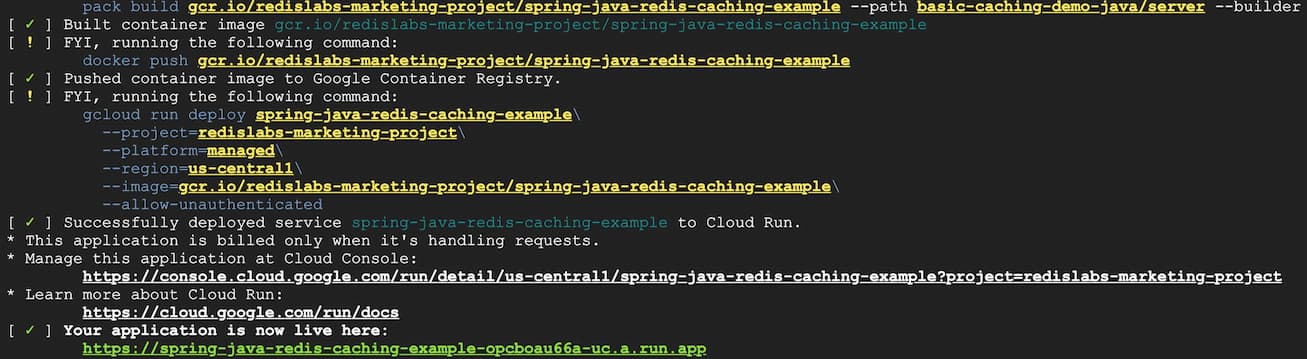 pack build gcr.io/redislabs-marketing-project/spring-java-redis-caching-example --path basic-caching-demo-java/server --builder
[ ✓ ] Built container image gcr.io/redislabs-marketing-project/spring-java-redis-caching-example
[ ! ] FYI, running the following command:
docker push gcr.io/redislabs-marketing-project/spring-java-redis-caching-example
[ ✓ ] Pushed container image to Google Container Registry.
[ ! ] FYI, running the following command:
gcloud run deploy spring-java-redis-caching-example\
--project=redislabs-marketing-project\
--platform=managed\
--region=us-central1\
--image=gcr.io/redislabs-marketing-project/spring-java-redis-caching-example\
--allow-unauthenticated
[ ✓ ] Successfully deployed service spring-java-redis-caching-example to Cloud Run.
* This application is billed only when it's handling requests.
* Manage this application at Cloud Console:
https://console.cloud.google.com/run/detail/us-central1/spring-java-redis-caching-example?project=redislabs-marketing-project
* Learn more about Cloud Run:
https://cloud.google.com/run/docs
[ ✓ ] Your application is now live here:
https://spring-java-redis-caching-example-opcboau66a-uc.a.run.app